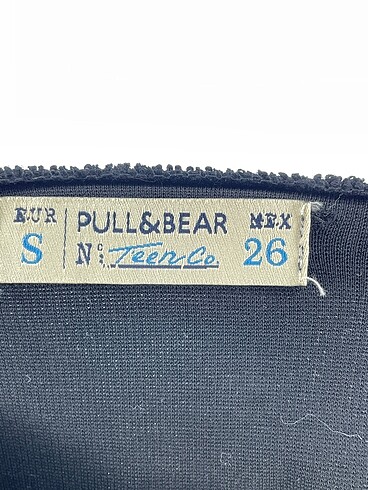 EUR | PULL&BEAR MEX
S | Nº: Teen Co. 26